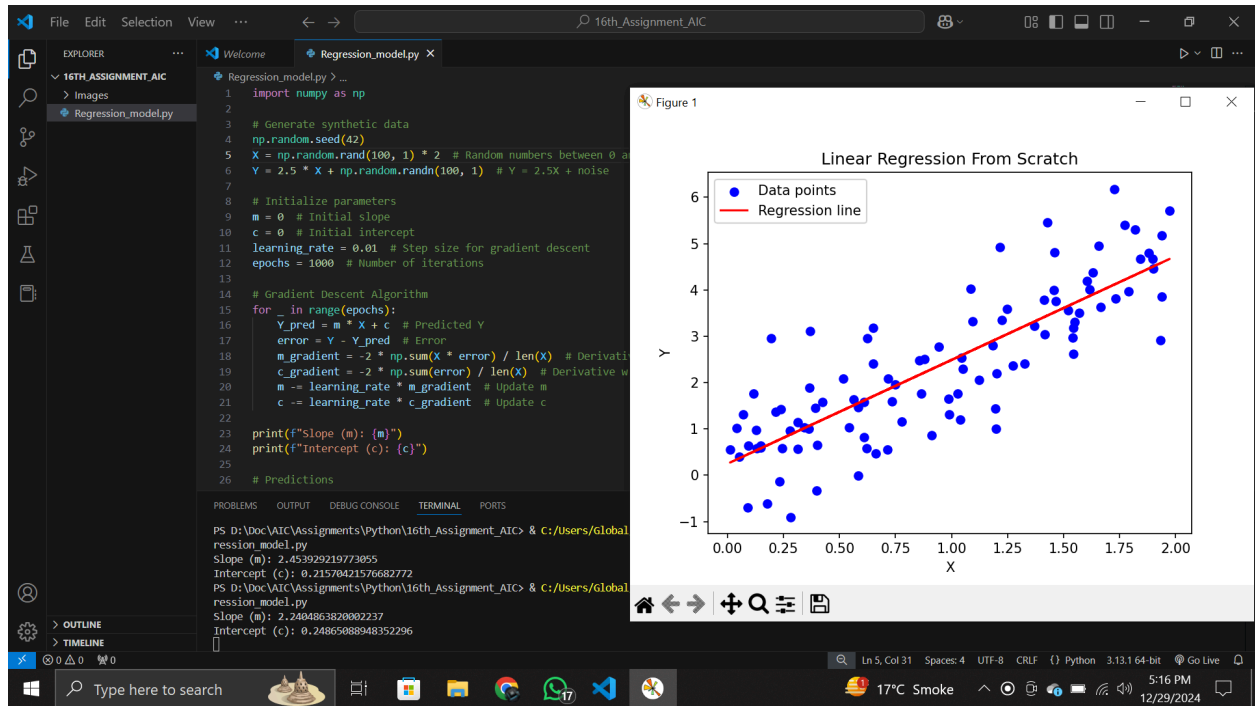 File Edit Selection View ··· 16th_Assignment_AIC
EXPLORER ···
16TH_ASSIGNMENT_AIC
Images
Regression_model.py
OUTLINE
TIMELINE
Welcome Regression_model.py
Regression_model.py > ...
1 import numpy as np
2
3 # Generate synthetic data
4 np.random.seed(42)
5 X = np.random.rand(100, 1) * 2 # Random numbers between 0
6 Y = 2.5 * X + np.random.randn(100, 1) # Y = 2.5X + noise
7
8 # Initialize parameters
9 m = 0 # Initial slope
10 c = 0 # Initial intercept
11 learning_rate = 0.01 # Step size for gradient descent
12 epochs = 1000 # Number of iterations
13
14 # Gradient Descent Algorithm
15 for _ in range(epochs):
16 Y_pred = m * X + c # Predicted Y
17 error = Y - Y_pred # Error
18 m_gradient = -2 * np.sum(X * error) / len(X) # Derivati
19 c_gradient = -2 * np.sum(error) / len(X) # Derivative w
20 m -= learning_rate * m_gradient # Update m
21 c -= learning_rate * c_gradient # Update c
22
23 print(f"Slope (m): {m}")
24 print(f"Intercept (c): {c}")
25
26 # Predictions
PROBLEMS OUTPUT DEBUG CONSOLE TERMINAL PORTS
PS D:\Doc\AIC\Assignments\Python\16th_Assignment_AIC> & C:/Users/Global
ression_model.py
Slope (m): 2.453929219773055
Intercept (c): 0.21570421576682772
PS D:\Doc\AIC\Assignments\Python\16th_Assignment_AIC> & C:/Users/Global
ression_model.py
Slope (m): 2.2404863820002237
Intercept (c): 0.24865088948352296
Figure 1
Linear Regression From Scratch
Data points
Regression line
6
5
4
3
2
1
0
−1
Y
0.00 0.25 0.50 0.75 1.00 1.25 1.50 1.75 2.00
X
0 0 0 Ln 5, Col 31 Spaces: 4 UTF-8 CRLF {} Python 3.13.1 64-bit Go Live
Type here to search 17 17°C Smoke 5:16 PM
12/29/2024